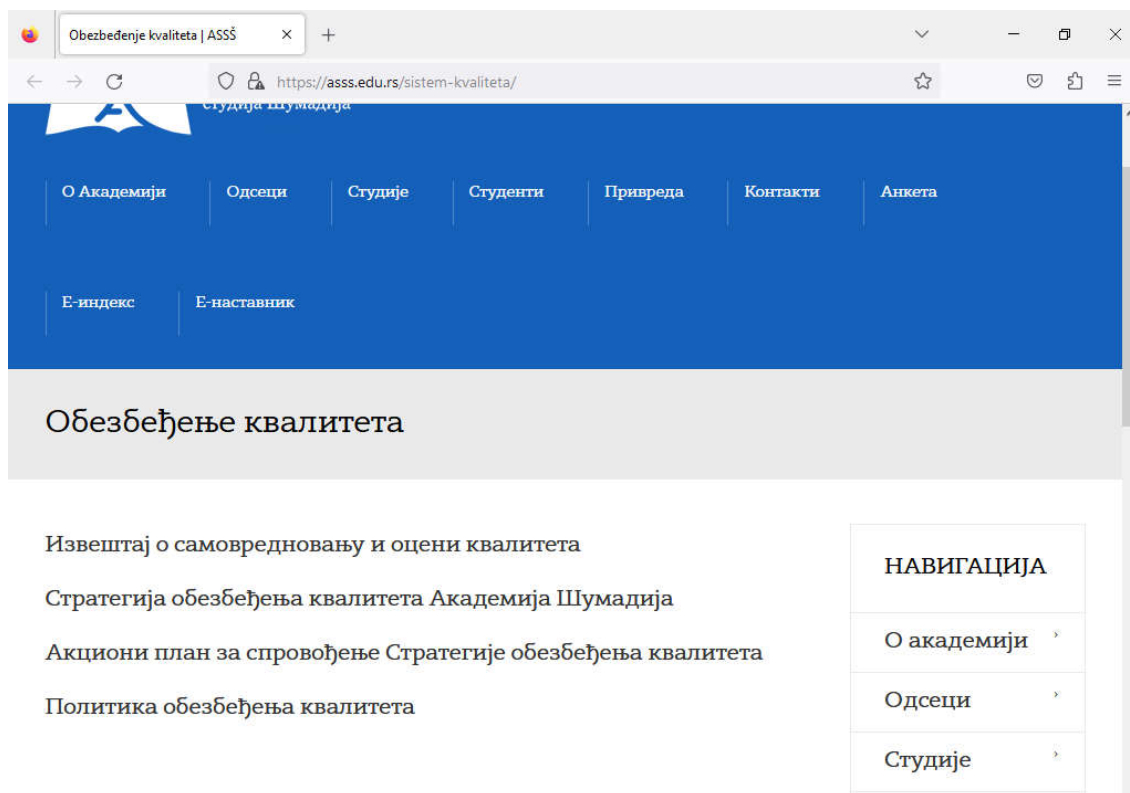 Obezbeđenje kvaliteta | ASSŠ
https://asss.edu.rs/sistem-kvaliteta/
студија Шумадија
О Академији Одсеци Студије Студенти Привреда Контакти Анкета
Е-индекс Е-наставник
Обезбеђење квалитета
Извештај о самовредновању и оцени квалитета
Стратегија обезбеђења квалитета Академија Шумадија
Акциони план за спровођење Стратегије обезбеђења квалитета
Политика обезбеђења квалитета
НАВИГАЦИЈА
О академији
Одсеци
Студије